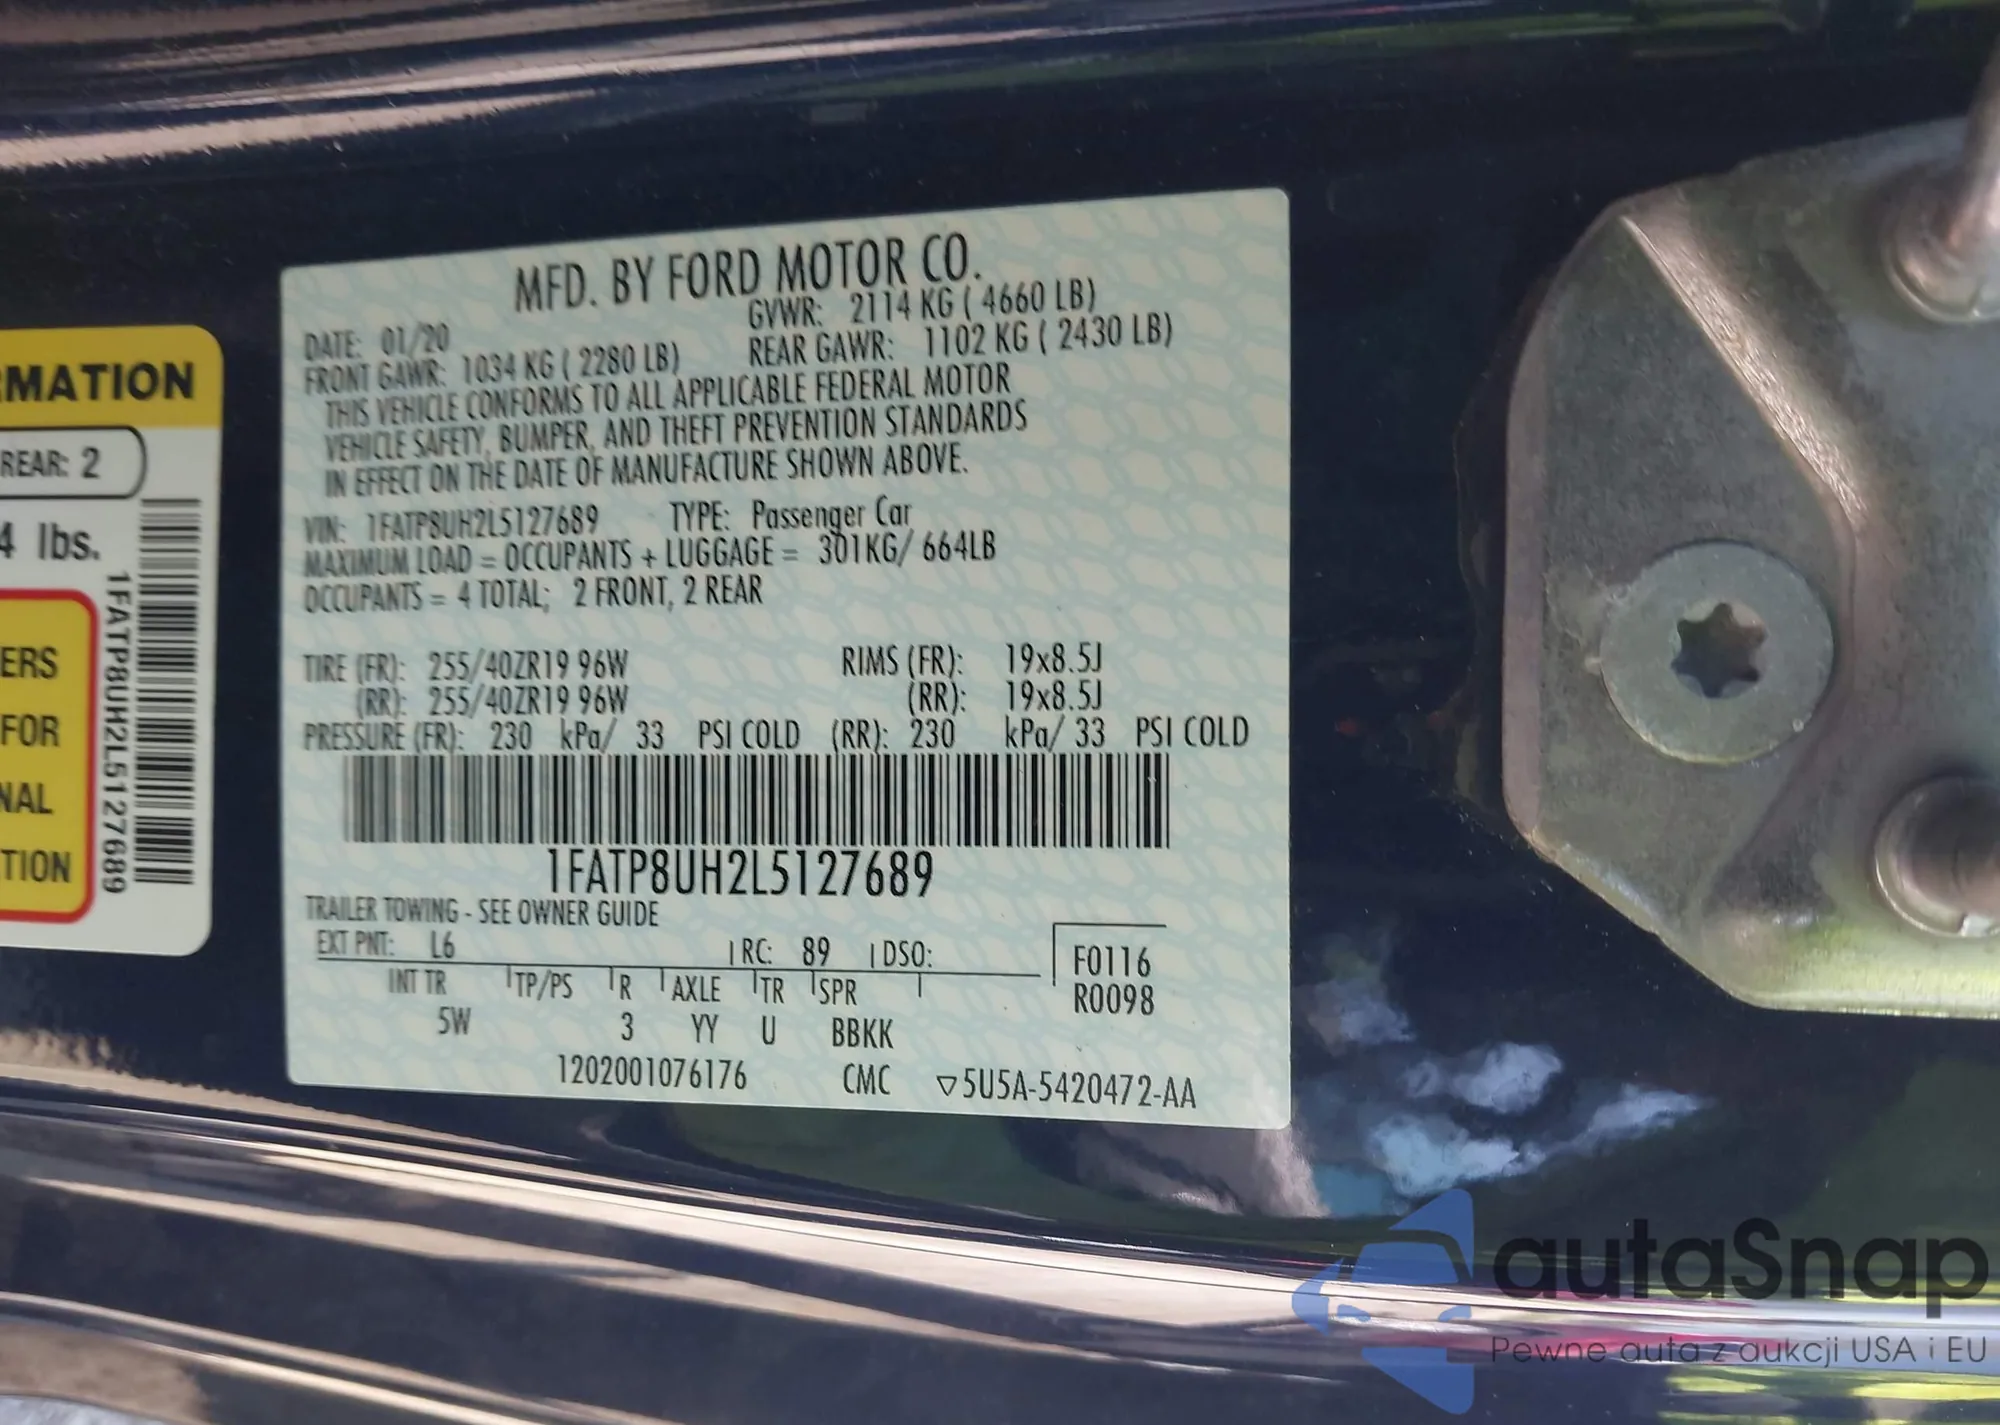 MFD. BY FORD MOTOR CO.
DATE: 01/20 GVWR: 2114 KG ( 4660 LB)
FRONT GAWR: 1034 KG ( 2280 LB) REAR GAWR: 1102 KG ( 2430 LB)
THIS VEHICLE CONFORMS TO ALL APPLICABLE FEDERAL MOTOR
VEHICLE SAFETY, BUMPER, AND THEFT PREVENTION STANDARDS
IN EFFECT ON THE DATE OF MANUFACTURE SHOWN ABOVE.
VIN: 1FATP8UH2L5127689 TYPE: Passenger Car
MAXIMUM LOAD = OCCUPANTS + LUGGAGE = 301KG/ 664LB
OCCUPANTS = 4 TOTAL; 2 FRONT, 2 REAR
TIRE (FR): 255/40ZR19 96W RIMS (FR): 19x8.5J
(RR): 255/40ZR19 96W (RR): 19x8.5J
PRESSURE (FR): 230 kPa/ 33 PSI COLD (RR): 230 kPa/ 33 PSI COLD
1FATP8UH2L5127689
TRAILER TOWING - SEE OWNER GUIDE
EXT PNT: L6 RC: 89 DSO:
F0116
R0098
INT TR TP/PS R AXLE TR SPR
5W 3 YY U BBKK
1202001076176 CMC ▽5U5A-5420472-AA
RMATION
REAR: 2
4 lbs.
ERS
FOR
NAL
TION
1FATP8UH2L5127689
autaSnap
Pewne auta z aukcji USA i EU